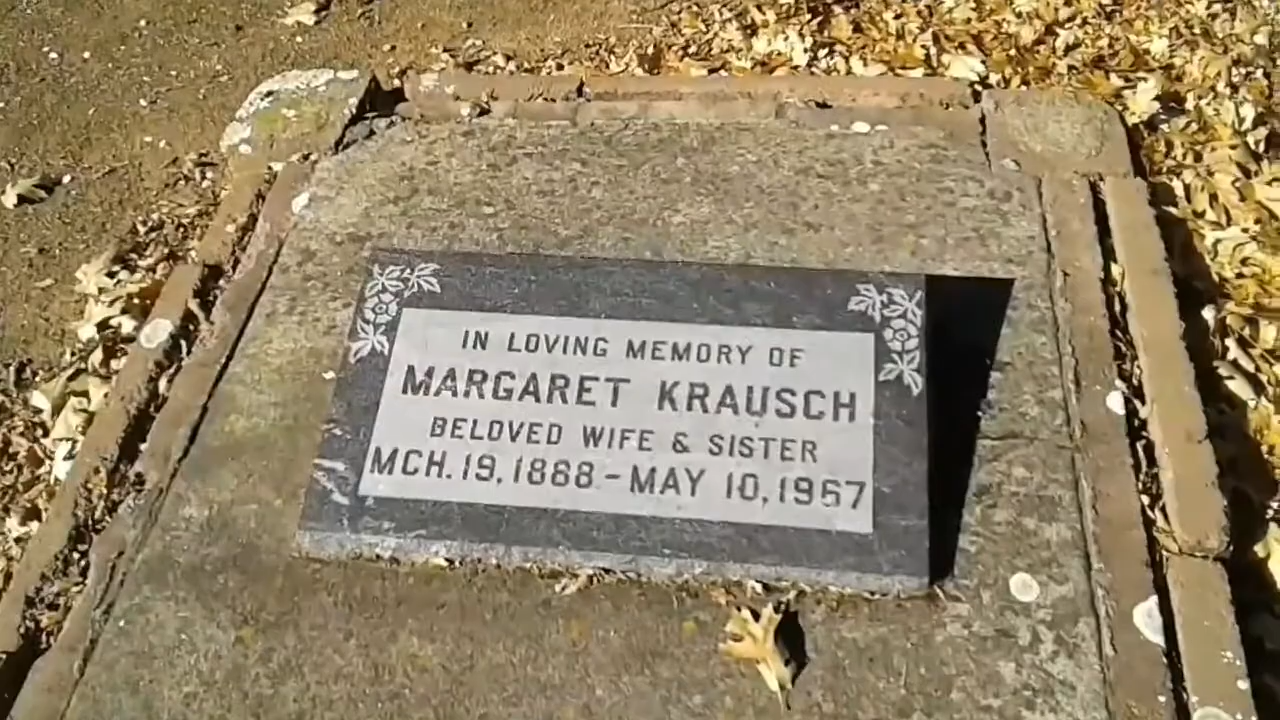 IN LOVING MEMORY OF
MARGARET KRAUSCH
BELOVED WIFE & SISTER
MCH. 19, 1888 - MAY 10, 1967